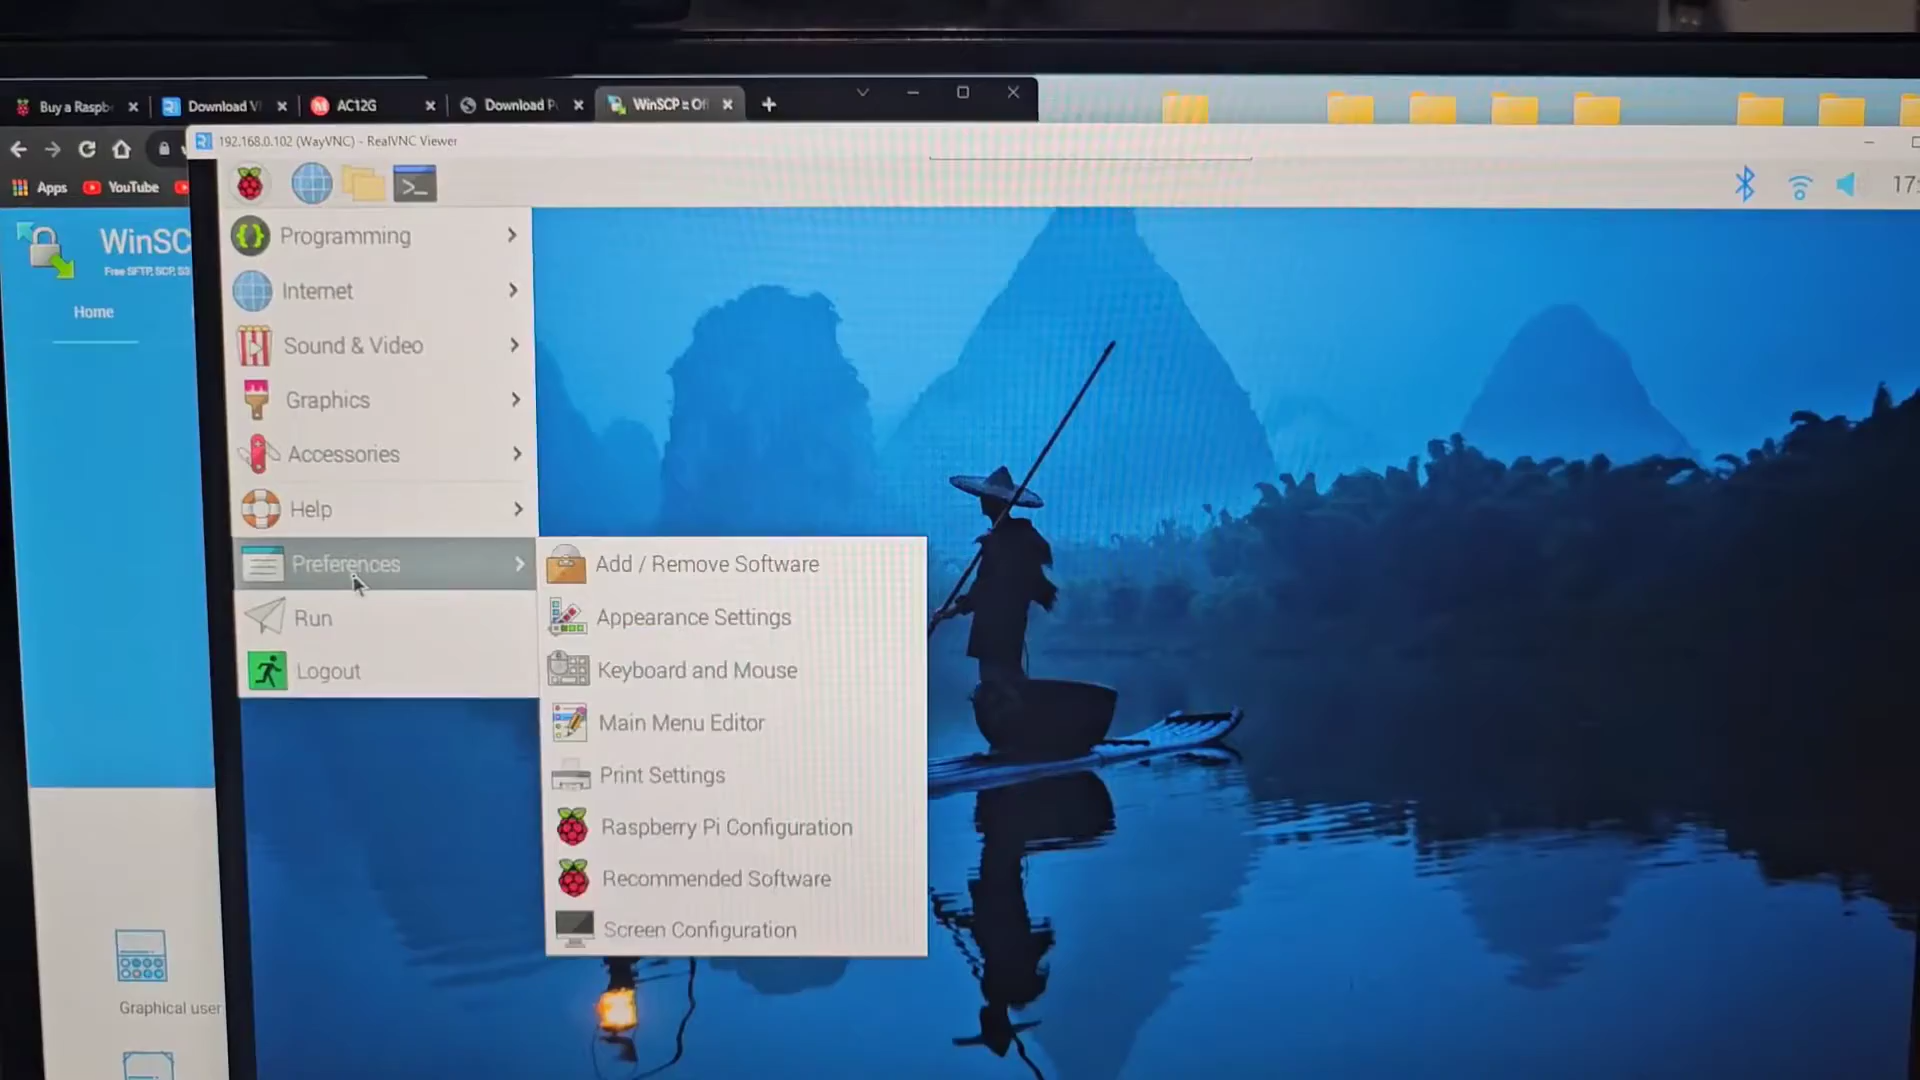 Buy a Raspb
Download V
AC12G
Download P
WinSCP :: Of
192.168.0.102 (WayVNC) - RealVNC Viewer
Apps
YouTube
17:
WinSC
Free SFTP, SCP, S3
Home
Programming
Internet
Sound & Video
Graphics
Accessories
Help
Preferences
Run
Logout
Add / Remove Software
Appearance Settings
Keyboard and Mouse
Main Menu Editor
Print Settings
Raspberry Pi Configuration
Recommended Software
Screen Configuration
Graphical user